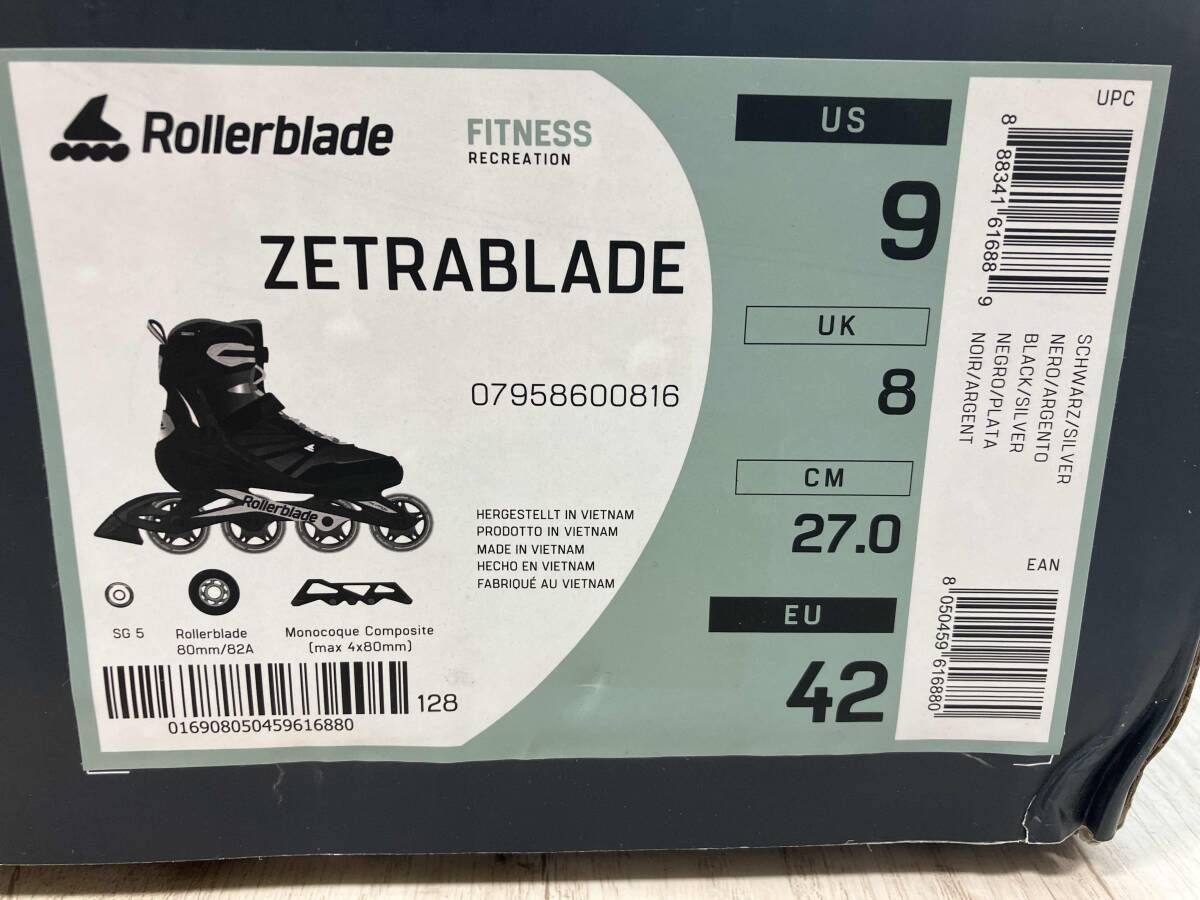 Rollerblade
FITNESS
RECREATION
ZETRABLADE
07958600816
Rollerblade
HERGESTELLT IN VIETNAM
PRODOTTO IN VIETNAM
MADE IN VIETNAM
HECHO EN VIETNAM
FABRIQUÉ AU VIETNAM
SG 5
Rollerblade
80mm/82A
Monocoque Composite
(max 4x80mm)
128
016908050459616880
US
9
UK
8
CM
27.0
EU
42
UPC
8 88341 61688 9
SCHWARZ/SILVER
NERO/ARGENTO
BLACK/SILVER
NEGRO/PLATA
NOIR/ARGENT
EAN
8 050459 616880